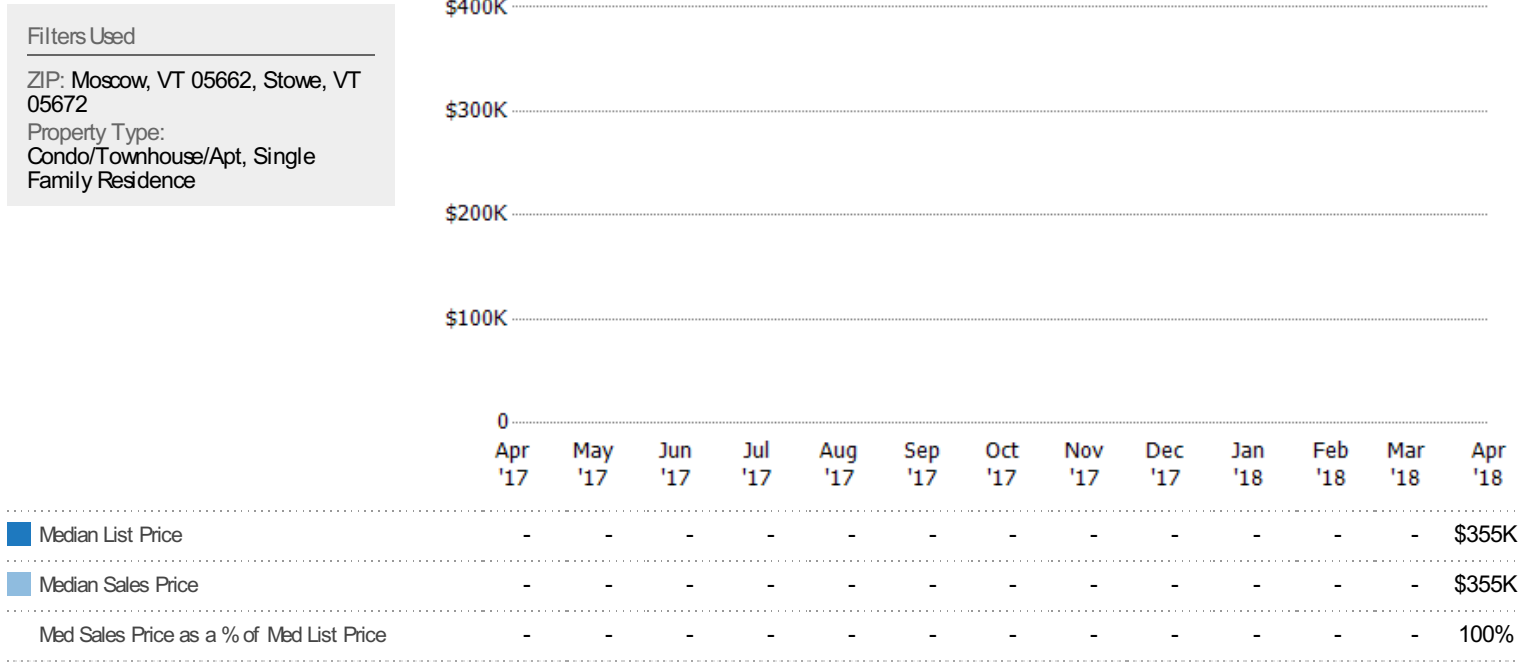 Filters Used
ZIP: Moscow, VT 05662, Stowe, VT
05672
Property Type:
Condo/Townhouse/Apt, Single
Family Residence
$400K
$300K
$200K
$100K
0
Apr May Jun Jul Aug Sep Oct Nov Dec Jan Feb Mar Apr
'17 '17 '17 '17 '17 '17 '17 '17 '17 '18 '18 '18 '18
Median List Price - - - - - - - - - - - - $355K
Median Sales Price - - - - - - - - - - - - $355K
Med Sales Price as a % of Med List Price - - - - - - - - - - - - 100%